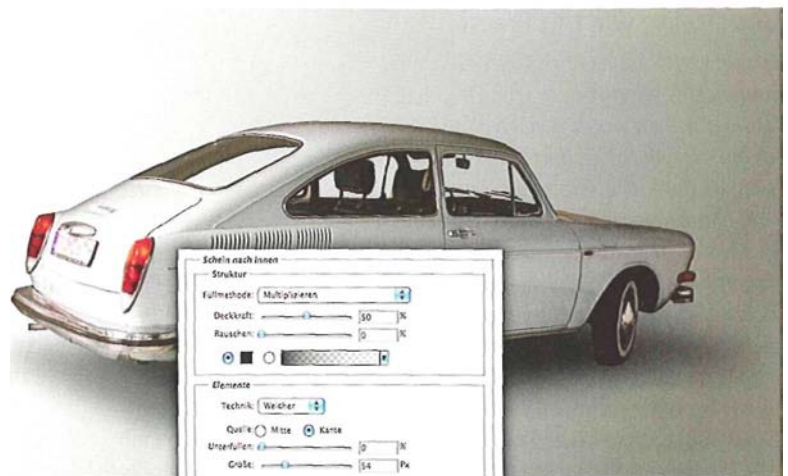 Schein nach Innen
Struktur
Füllmethode: Multiplizieren
Deckkraft: 50 %
Rauschen: 0 %
Elemente
Technik: Weicher
Quelle: Mitte Kante
Unterfüllen: 0 %
Größe: 54 Px